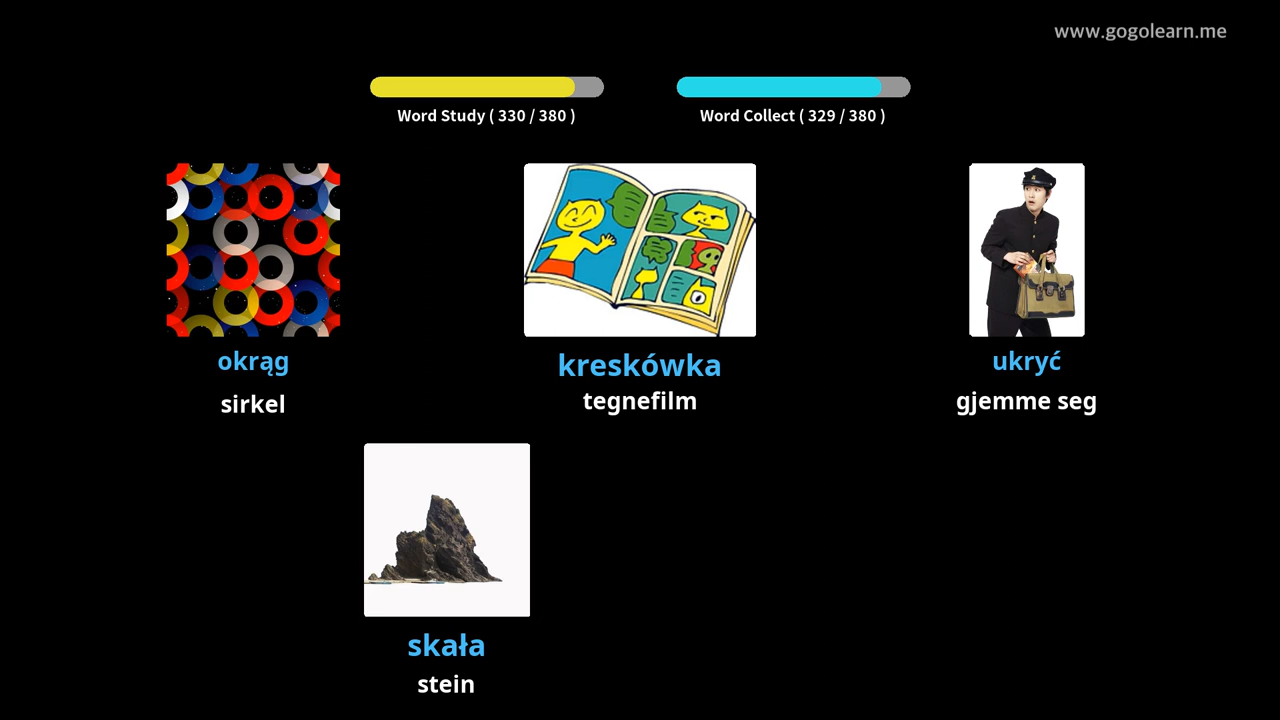 www.gogolearn.me
Word Study ( 330 / 380 )
Word Collect ( 329 / 380 )
okrąg
kreskówka
ukryć
sirkel
tegnefilm
gjemme seg
skała
stein